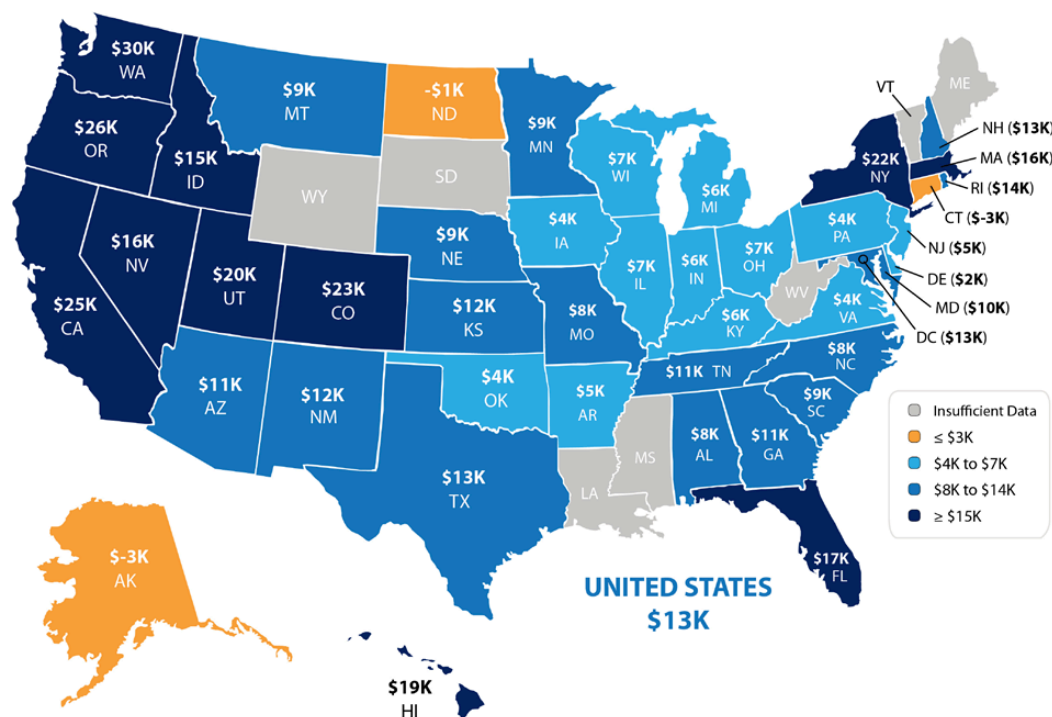 $30K
WA
$26K
OR
$15K
ID
$9K
MT
-$1K
ND
$9K
MN
WY
SD
$7K
WI
$6K
MI
VT
ME
NH ($13K)
MA ($16K)
RI ($14K)
CT ($-3K)
NJ ($5K)
DE ($2K)
MD ($10K)
DC ($13K)
$22K
NY
$4K
PA
$16K
NV
$20K
UT
$23K
CO
$25K
CA
$9K
NE
$4K
IA
$7K
IL
$6K
IN
$7K
OH
WV
$4K
VA
$12K
KS
$8K
MO
$6K
KY
$11K
AZ
$12K
NM
$4K
OK
$5K
AR
$11K TN
$8K
NC
$9K
SC
$13K
TX
LA
MS
$8K
AL
$11K
GA
$17K
FL
Insufficient Data
≤ $3K
$4K to $7K
$8K to $14K
≥ $15K
$-3K
AK
$19K
HI
UNITED STATES
$13K